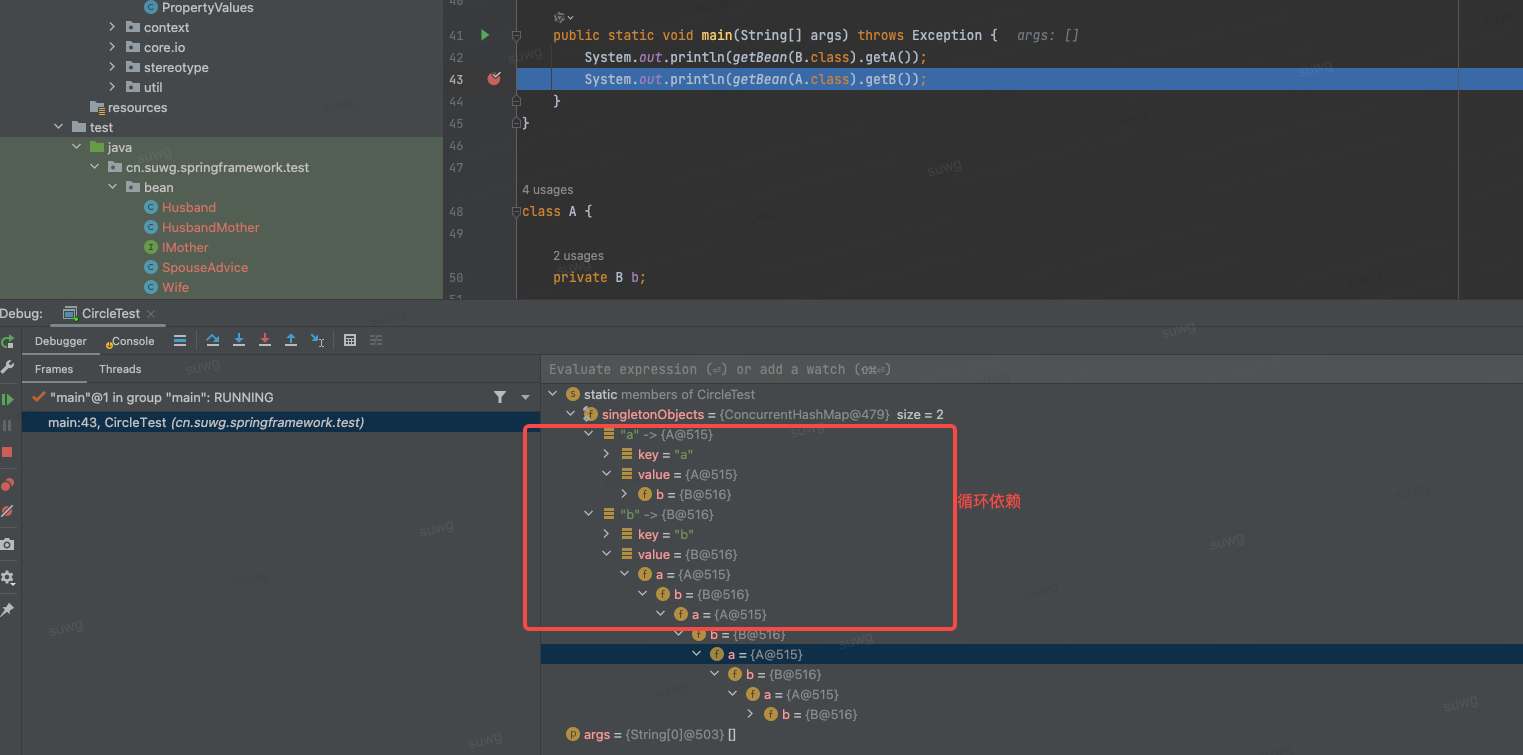 PropertyValues
context
core.io
stereotype
util
resources
test
java
cn.suwg.springframework.test
bean
Husband
HusbandMother
IMother
SpouseAdvice
Wife
40
41 public static void main(String[] args) throws Exception { args: []
42 System.out.println(getBean(B.class).getA());
43 System.out.println(getBean(A.class).getB());
44 }
45 }
46
47
4 usages
48 class A {
49
2 usages
50 private B b;
51
Debug: CircleTest
Debugger Console
Frames Threads
"main"@1 in group "main": RUNNING
main:43, CircleTest (cn.suwg.springframework.test)
Evaluate expression (⏎) or add a watch (⇧⌘⏎)
static members of CircleTest
singletonObjects = {ConcurrentHashMap@479} size = 2
"a" -> {A@515}
key = "a"
value = {A@515}
b = {B@516}
"b" -> {B@516}
key = "b"
value = {B@516}
a = {A@515}
b = {B@516}
a = {A@515}
b = {B@516}
a = {A@515}
b = {B@516}
a = {A@515}
b = {B@516}
args = {String[0]@503} []
循环依赖
suwg